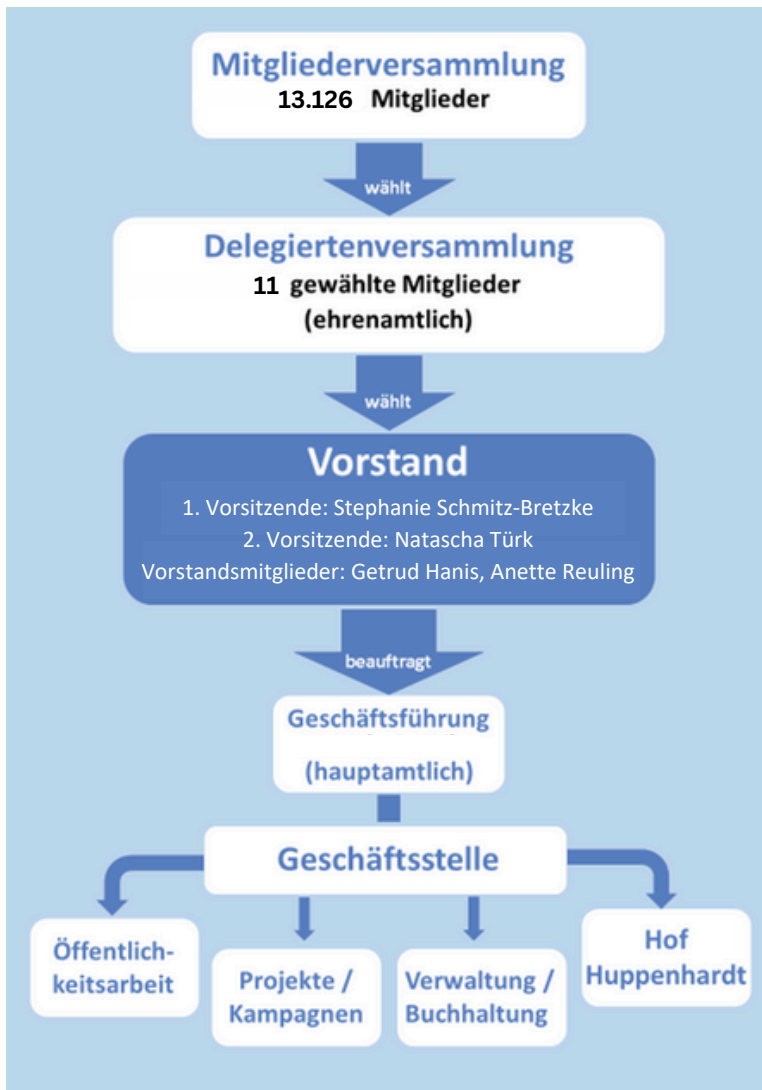 Mitgliederversammlung
13.126 Mitglieder
wählt
Delegiertenversammlung
11 gewählte Mitglieder
(ehrenamtlich)
wählt
Vorstand
1. Vorsitzende: Stephanie Schmitz-Bretzke
2. Vorsitzende: Natascha Türk
Vorstandsmitglieder: Getrud Hanis, Anette Reuling
beauftragt
Geschäftsführung
(hauptamtlich)
Geschäftsstelle
Öffentlich-
keitsarbeit
Projekte /
Kampagnen
Verwaltung /
Buchhaltung
Hof
Huppenhardt